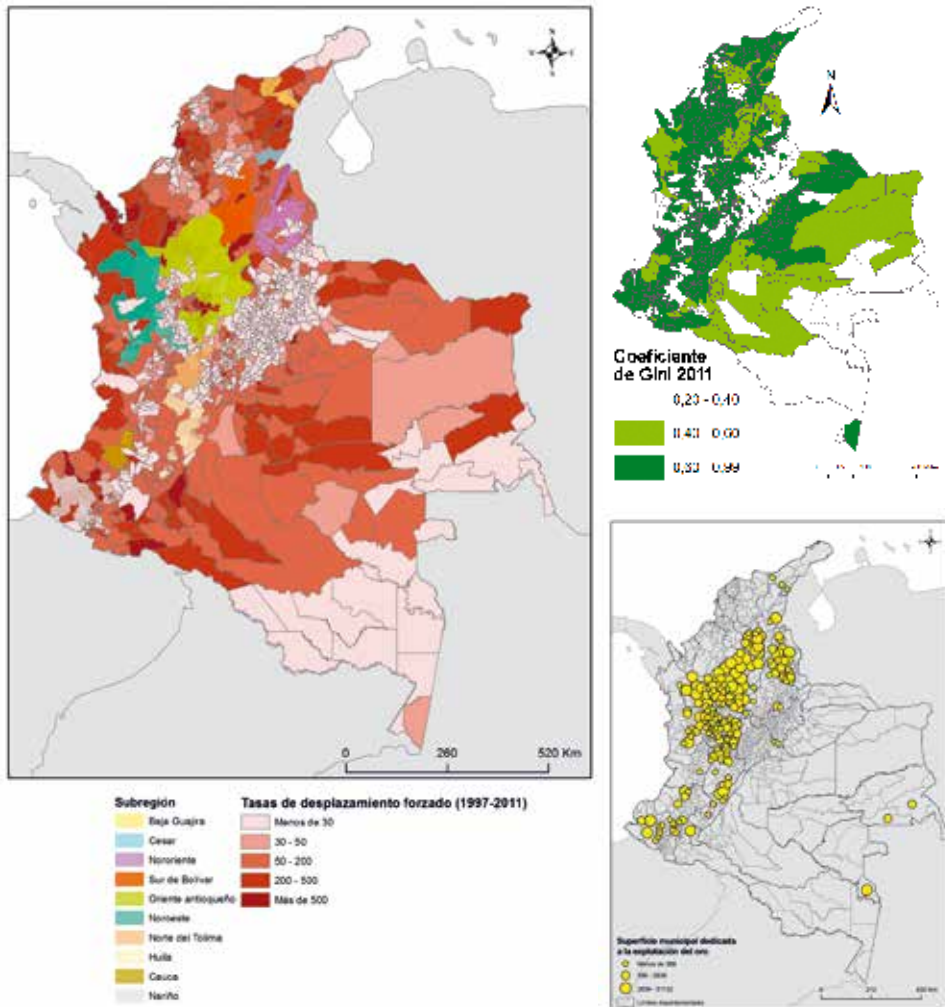 N
0 260 520 Km
Subregión
Baja Guajira
Cesar
Nororiente
Sur de Bolívar
Oriente antioqueño
Noroeste
Norte del Tolima
Huila
Cauca
Nariño
Tasas de desplazamiento forzado (1997-2011)
Menos de 30
30 - 50
50 - 200
200 - 500
Más de 500
N
Coeficiente
de Gini 2011
0,20 - 0,40
0,40 - 0,60
0,60 - 0,99
Superficie municipal dedicada
a la explotación del oro
Límites departamentales